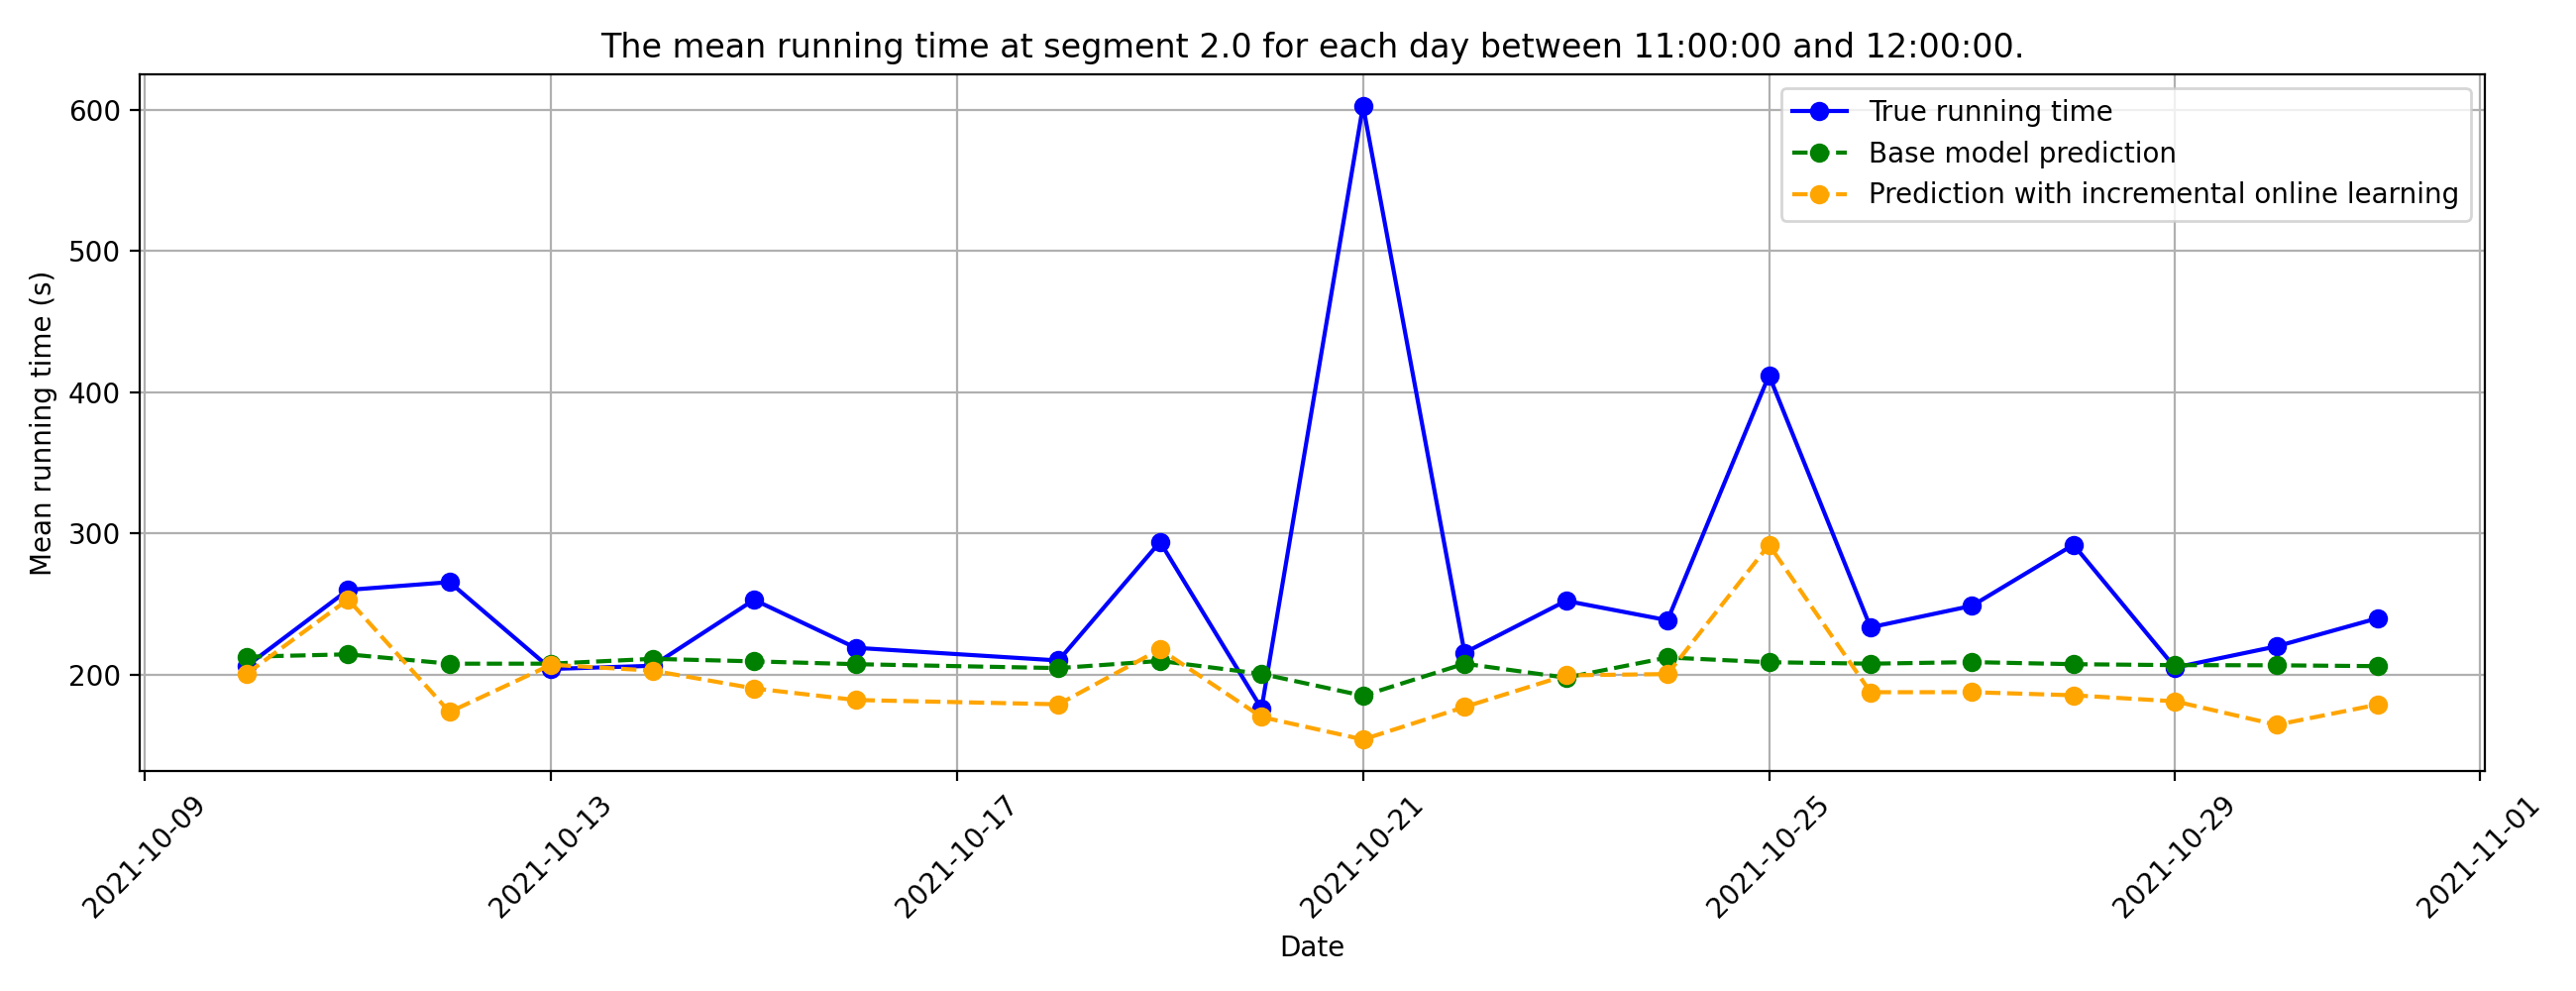 The mean running time at segment 2.0 for each day between 11:00:00 and 12:00:00.
True running time
Base model prediction
Prediction with incremental online learning
Mean running time (s)
600
500
400
300
200
2021-10-09
2021-10-13
2021-10-17
2021-10-21
2021-10-25
2021-10-29
2021-11-01
Date